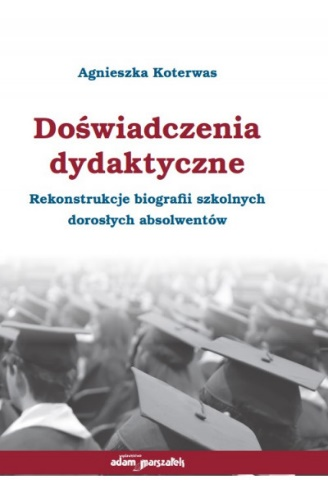 Agnieszka Koterwas
Doświadczenia
dydaktyczne
Rekonstrukcje biografii szkolnych
dorosłych absolwentów
adam marszałek